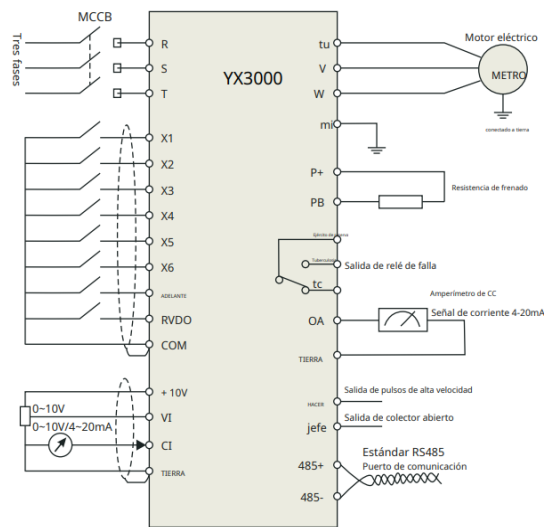 MCCB
Tres fases
R
S
T
YX3000
tu
V
W
Motor eléctrico
METRO
conectado a tierra
mi
X1
X2
X3
X4
X5
X6
ADELANTE
RVDO
COM
P+
PB
Resistencia de frenado
Tuberculosis
tc
Salida de relé de falla
Amperímetro de CC
OA
Señal de corriente 4-20mA
TIERRA
+ 10V
0~10V
VI
0~10V/4~20mA
CI
TIERRA
Salida de pulsos de alta velocidad
HACER
Salida de colector abierto
jefe
Estándar RS485
485+
Puerto de comunicación
485-